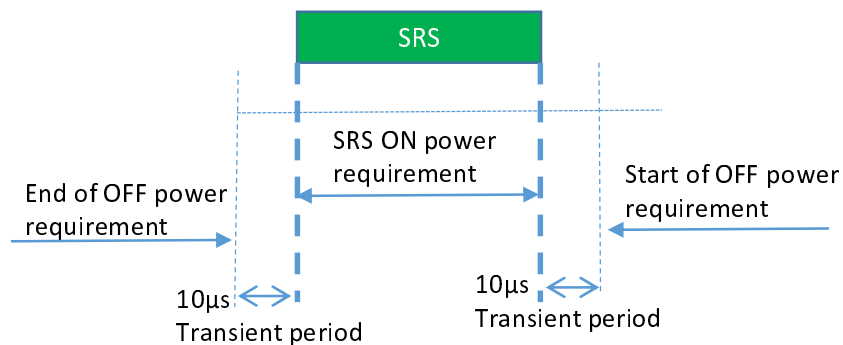 SRS
SRS ON power
requirement
End of OFF power
requirement
Start of OFF power
requirement
10µs
Transient period
10µs
Transient period